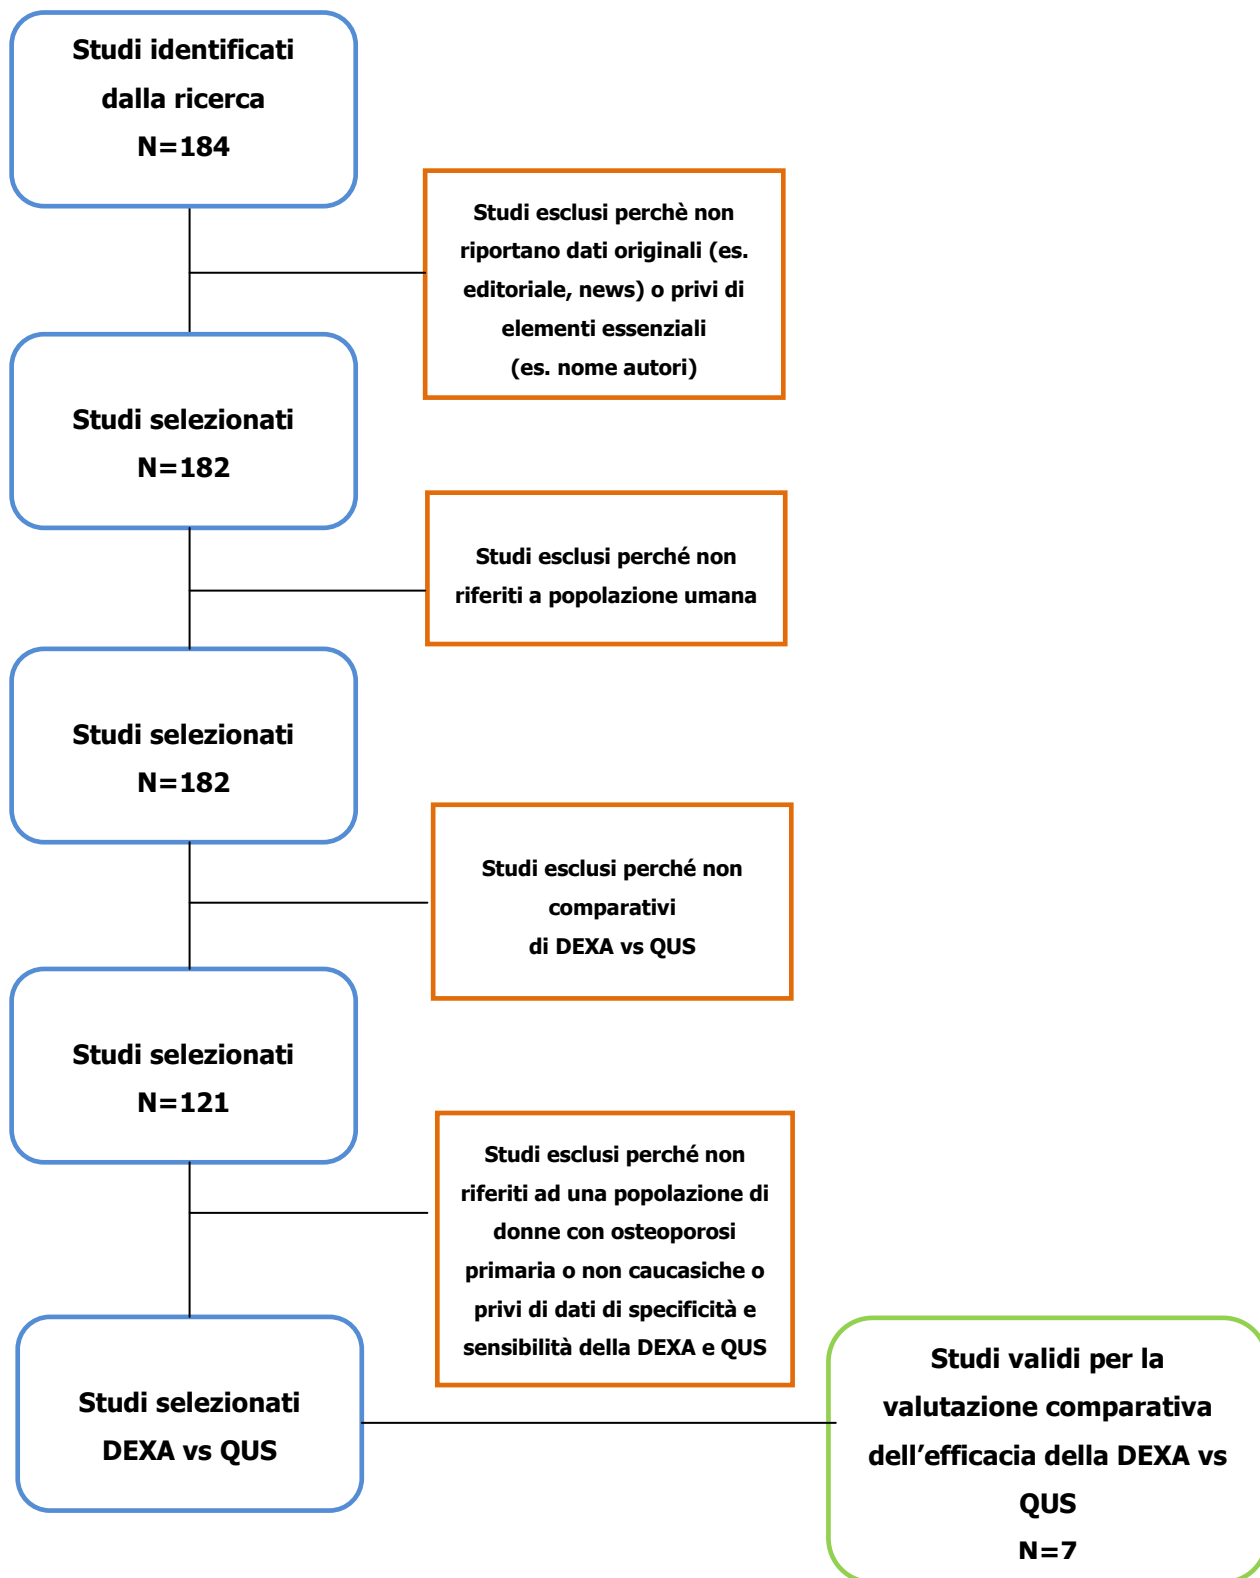 Studi identificati
dalla ricerca
N=184
Studi esclusi perchè non
riportano dati originali (es.
editoriale, news) o privi di
elementi essenziali
(es. nome autori)
Studi selezionati
N=182
Studi esclusi perché non
riferiti a popolazione umana
Studi selezionati
N=182
Studi esclusi perché non
comparativi
di DEXA vs QUS
Studi selezionati
N=121
Studi esclusi perché non
riferiti ad una popolazione di
donne con osteoporosi
primaria o non caucasiche o
privi di dati di specificità e
sensibilità della DEXA e QUS
Studi selezionati
DEXA vs QUS
Studi validi per la
valutazione comparativa
dell’efficacia della DEXA vs
QUS
N=7